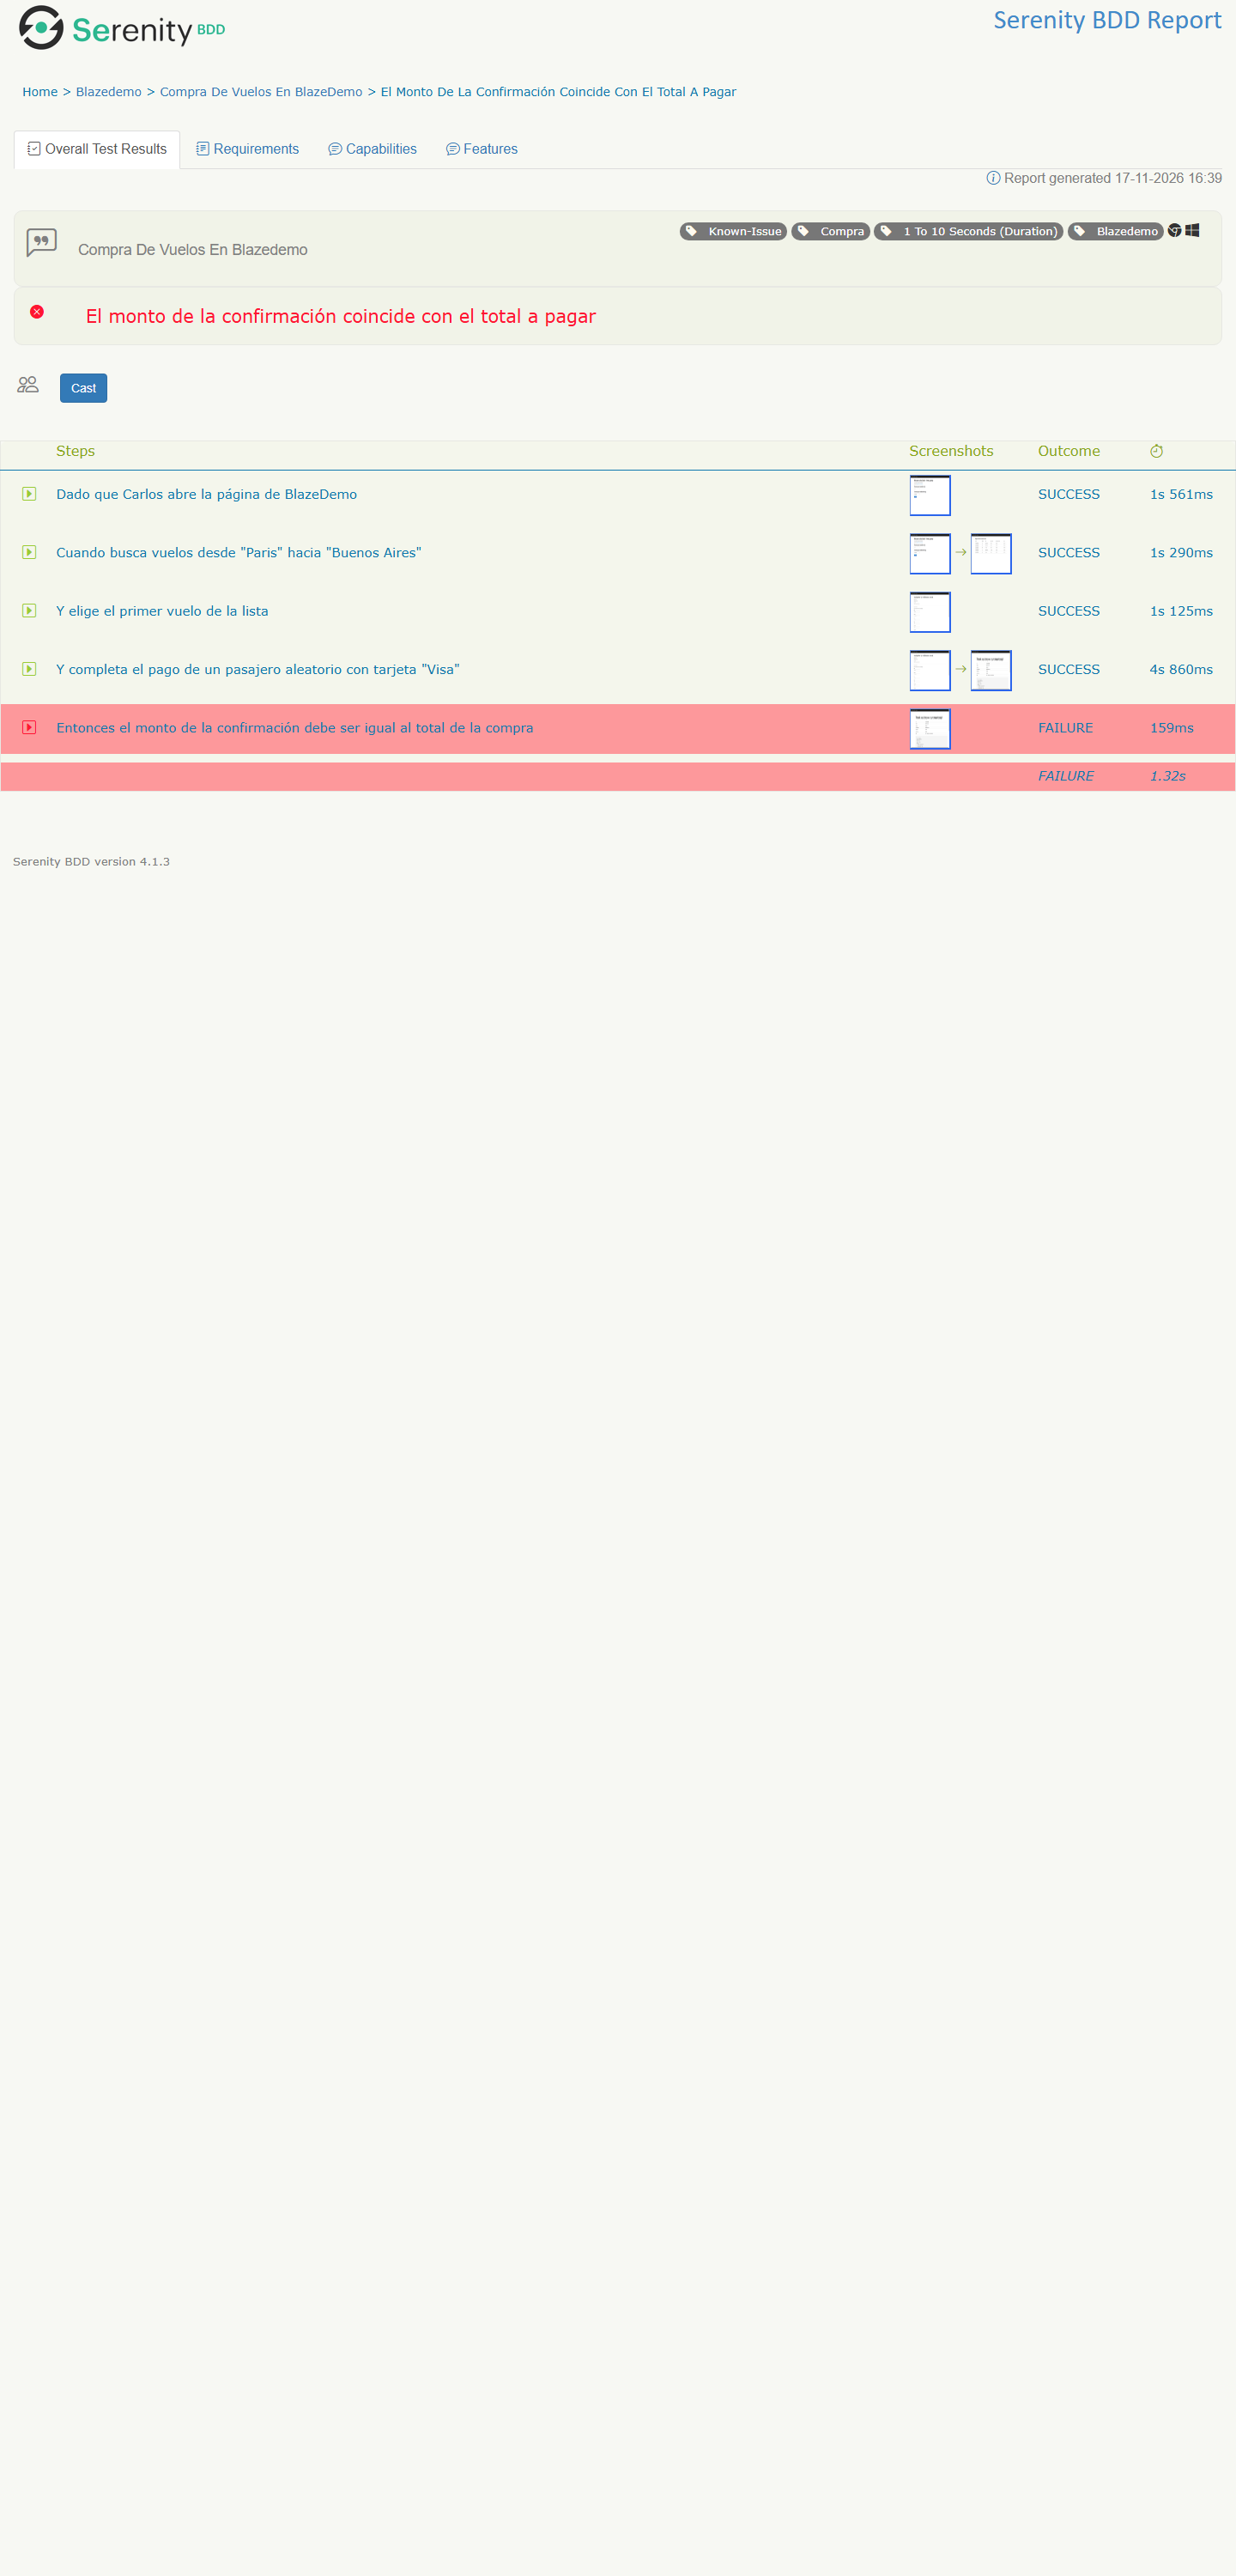 Serenity BDD
Serenity BDD Report
Home > Blazedemo > Compra De Vuelos En BlazeDemo > El Monto De La Confirmación Coincide Con El Total A Pagar
Overall Test Results Requirements Capabilities Features
Report generated 17-11-2026 16:39
Known-Issue Compra 1 To 10 Seconds (Duration) Blazedemo
Compra De Vuelos En Blazedemo
El monto de la confirmación coincide con el total a pagar
Cast
Steps Screenshots Outcome
Dado que Carlos abre la página de BlazeDemo SUCCESS 1s 561ms
Cuando busca vuelos desde "Paris" hacia "Buenos Aires" SUCCESS 1s 290ms
Y elige el primer vuelo de la lista SUCCESS 1s 125ms
Y completa el pago de un pasajero aleatorio con tarjeta "Visa" SUCCESS 4s 860ms
Entonces el monto de la confirmación debe ser igual al total de la compra FAILURE 159ms
FAILURE 1.32s
Serenity BDD version 4.1.3